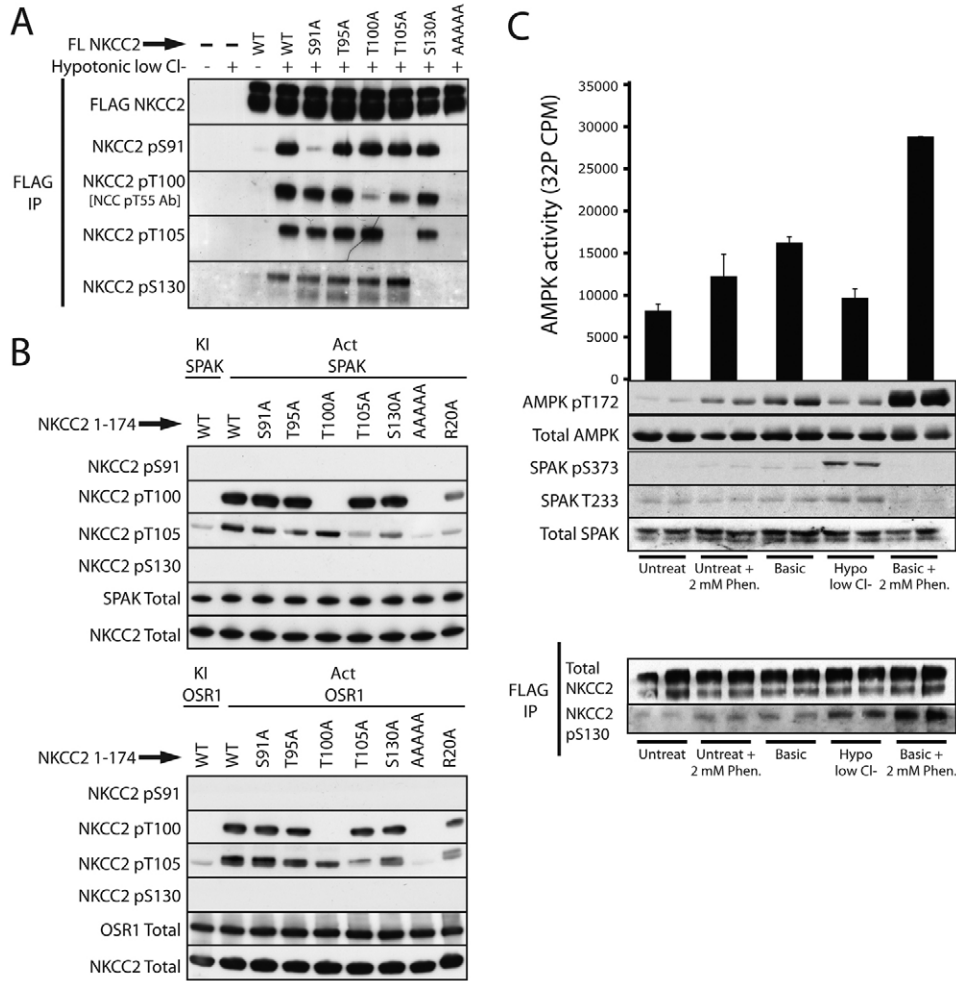 A
FL NKCC2
– – WT WT S91A T95A T100A T105A S130A AAAAA
Hypotonic low Cl- - + - + + + + + + +
FLAG IP
FLAG NKCC2
NKCC2 pS91
NKCC2 pT100
[NCC pT55 Ab]
NKCC2 pT105
NKCC2 pS130
B
KI SPAK
Act SPAK
NKCC2 1-174
WT WT S91A T95A T100A T105A S130A AAAAA R20A
NKCC2 pS91
NKCC2 pT100
NKCC2 pT105
NKCC2 pS130
SPAK Total
NKCC2 Total
KI OSR1
Act OSR1
NKCC2 1-174
WT WT S91A T95A T100A T105A S130A AAAAA R20A
NKCC2 pS91
NKCC2 pT100
NKCC2 pT105
NKCC2 pS130
OSR1 Total
NKCC2 Total
C
AMPK activity (32P CPM)
35000
30000
25000
20000
15000
10000
5000
0
AMPK pT172
Total AMPK
SPAK pS373
SPAK T233
Total SPAK
Untreat
Untreat + 2 mM Phen.
Basic
Hypo low Cl-
Basic + 2 mM Phen.
FLAG IP
Total NKCC2
NKCC2 pS130
Untreat
Untreat + 2 mM Phen.
Basic
Hypo low Cl-
Basic + 2 mM Phen.